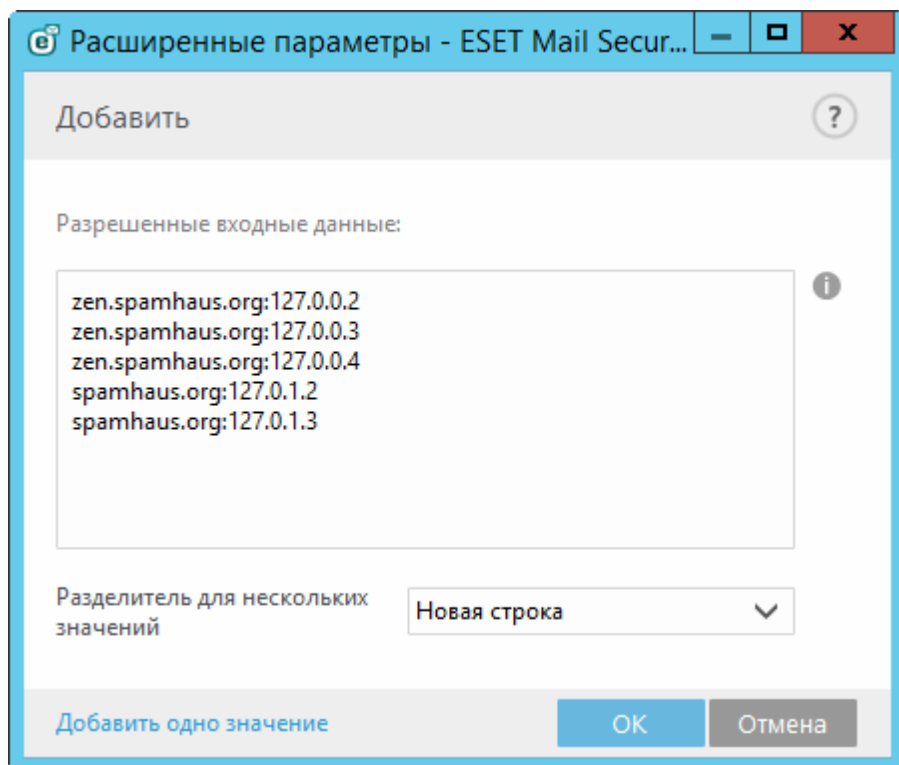 Расширенные параметры - ESET Mail Secur...
Добавить
?
Разрешенные входные данные:
zen.spamhaus.org:127.0.0.2
zen.spamhaus.org:127.0.0.3
zen.spamhaus.org:127.0.0.4
spamhaus.org:127.0.1.2
spamhaus.org:127.0.1.3
Разделитель для нескольких
значений
Новая строка
Добавить одно значение
ОК
Отмена